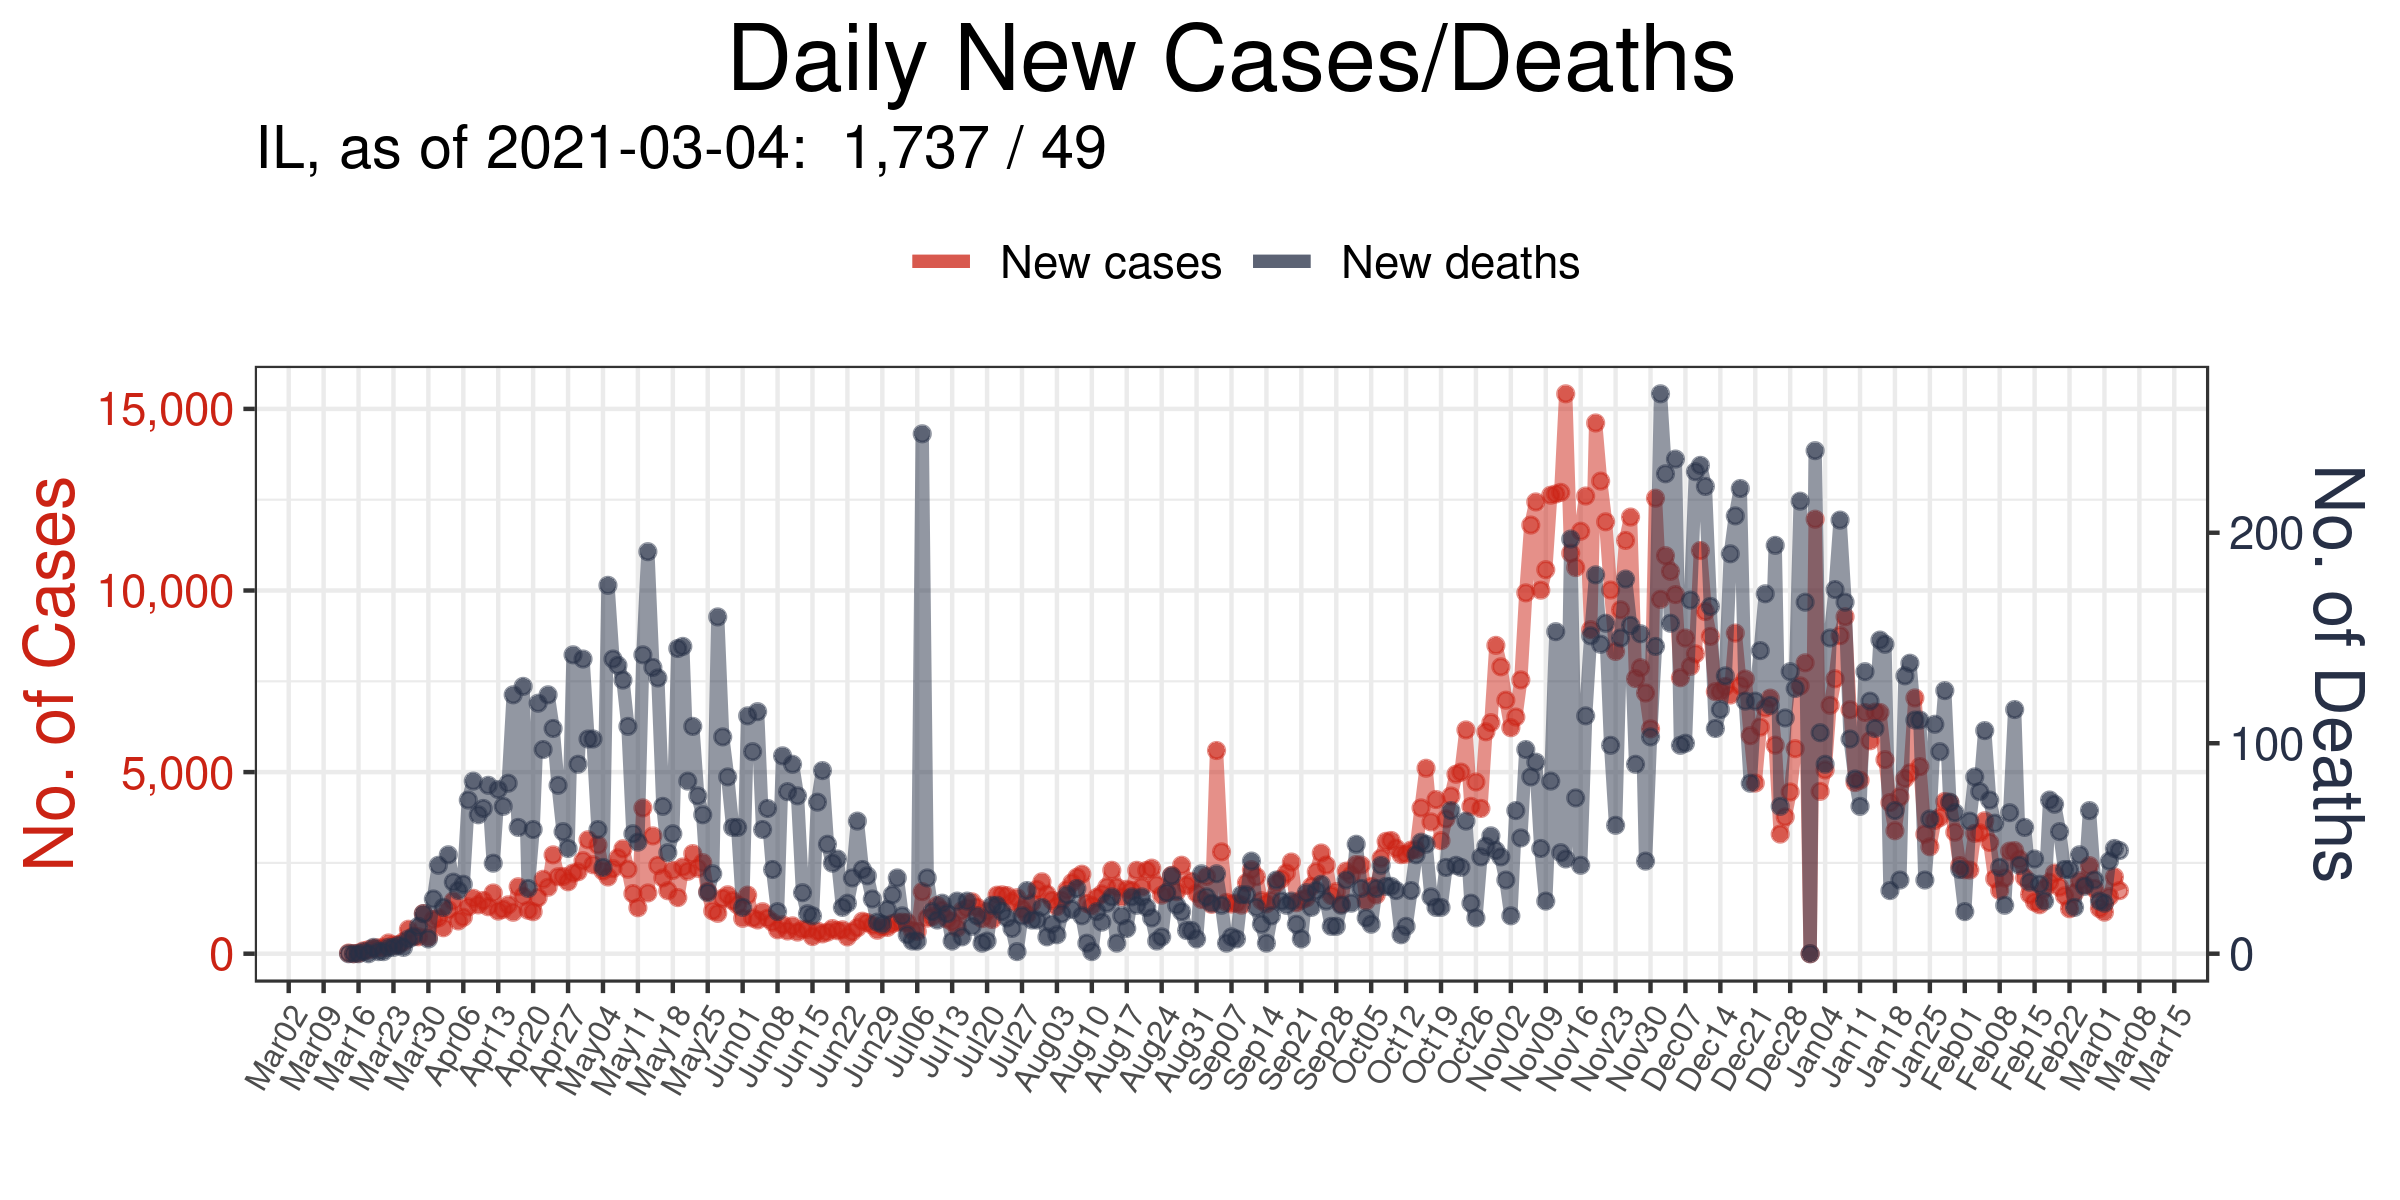 Daily New Cases/Deaths
IL, as of 2021-03-04:  1,737 / 49
New cases New deaths
No. of Cases
15,000
10,000
5,000
0
200
100
0
No. of Deaths
Mar02 Mar09 Mar16 Mar23 Mar30 Apr06 Apr13 Apr20 Apr27 May04 May11 May18 May25 Jun01 Jun08 Jun15 Jun22 Jun29 Jul06 Jul13 Jul20 Jul27 Aug03 Aug10 Aug17 Aug24 Aug31 Sep07 Sep14 Sep21 Sep28 Oct05 Oct12 Oct19 Oct26 Nov02 Nov09 Nov16 Nov23 Nov30 Dec07 Dec14 Dec21 Dec28 Jan04 Jan11 Jan18 Jan25 Feb01 Feb08 Feb15 Feb22 Mar01 Mar08 Mar15